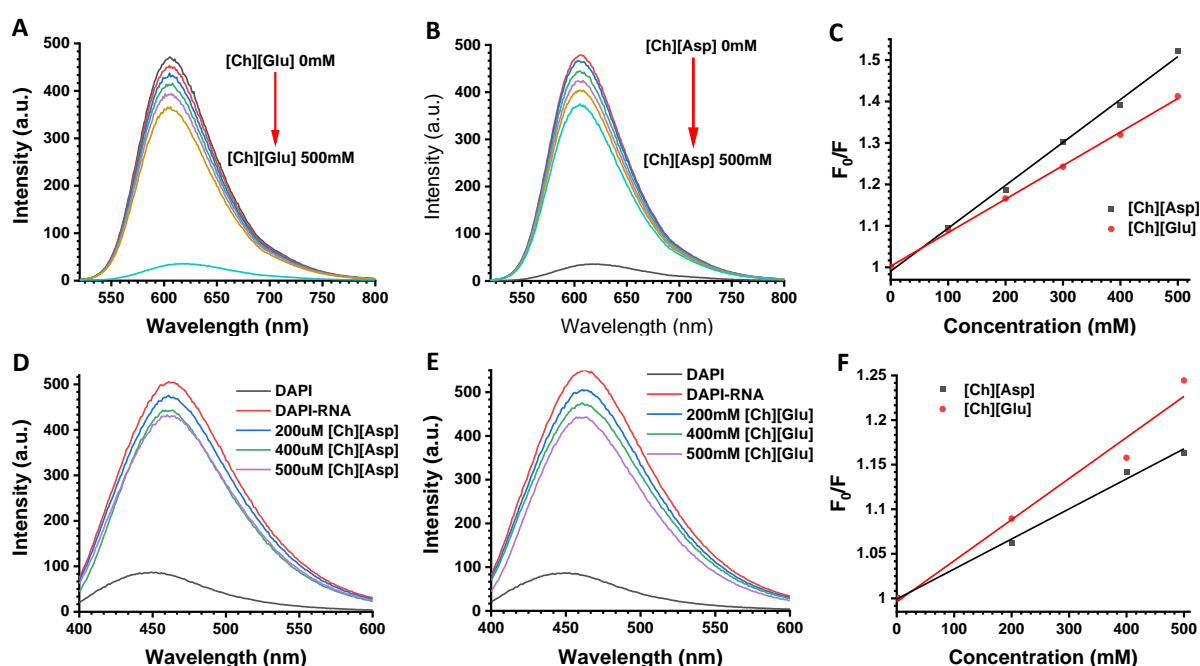 A
500
400
300
200
100
0
550
600
650
700
750
800
Intensity (a.u.)
Wavelength (nm)
[Ch][Glu] 0mM
[Ch][Glu] 500mM
B
500
400
300
200
100
0
550
600
650
700
750
800
Intensity (a.u.)
Wavelength (nm)
[Ch][Asp] 0mM
[Ch][Asp] 500mM
C
1.5
1.4
1.3
1.2
1.1
1
0
100
200
300
400
500
F0/F
Concentration (mM)
[Ch][Asp]
[Ch][Glu]
D
500
400
300
200
100
0
400
450
500
550
600
Intensity (a.u.)
Wavelength (nm)
DAPI
DAPI-RNA
200uM [Ch][Asp]
400uM [Ch][Asp]
500uM [Ch][Asp]
E
500
400
300
200
100
0
400
450
500
550
600
Intensity (a.u.)
Wavelength (nm)
DAPI
DAPI-RNA
200mM [Ch][Glu]
400mM [Ch][Glu]
500mM [Ch][Glu]
F
1.25
1.2
1.15
1.1
1.05
1
0
100
200
300
400
500
F0/F
Concentration (mM)
[Ch][Asp]
[Ch][Glu]